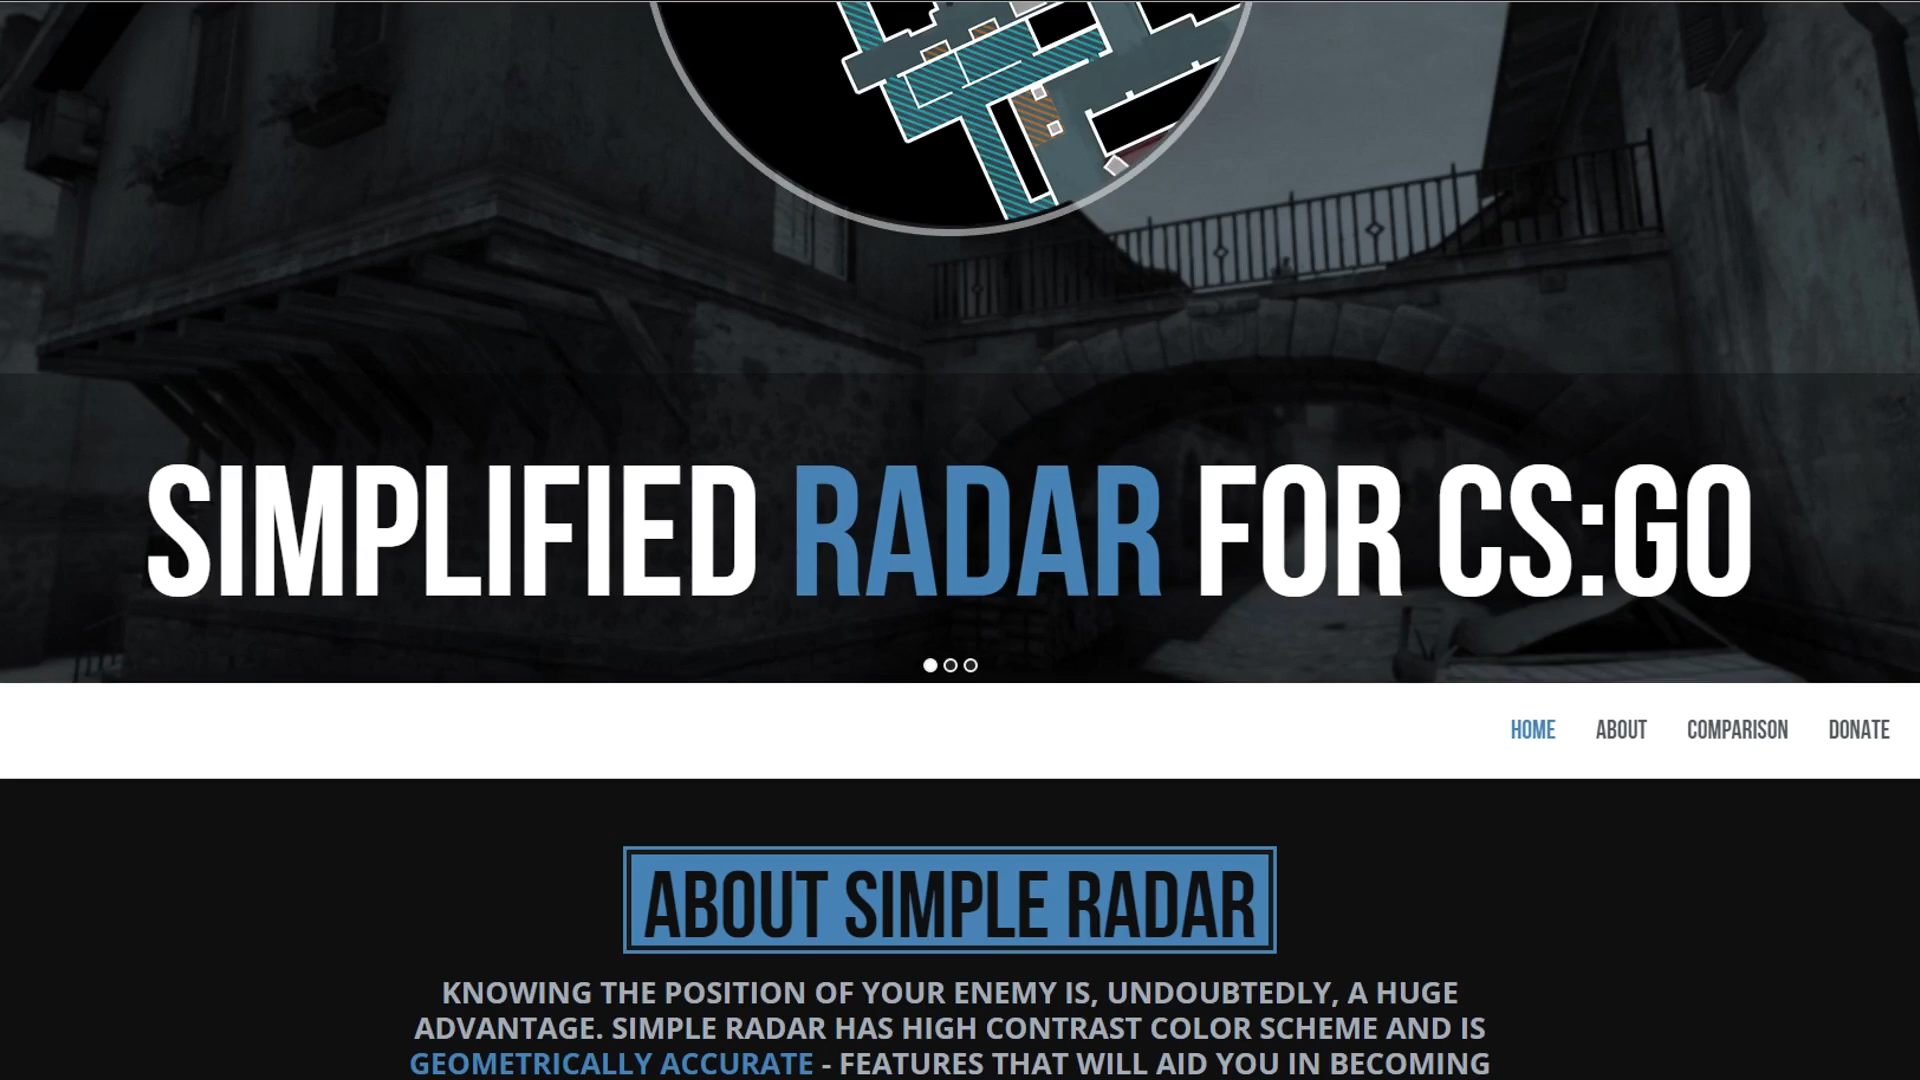 SIMPLIFIED RADAR FOR CS:GO
HOME ABOUT COMPARISON DONATE
ABOUT SIMPLE RADAR
KNOWING THE POSITION OF YOUR ENEMY IS, UNDOUBTEDLY, A HUGE
ADVANTAGE. SIMPLE RADAR HAS HIGH CONTRAST COLOR SCHEME AND IS
GEOMETRICALLY ACCURATE - FEATURES THAT WILL AID YOU IN BECOMING